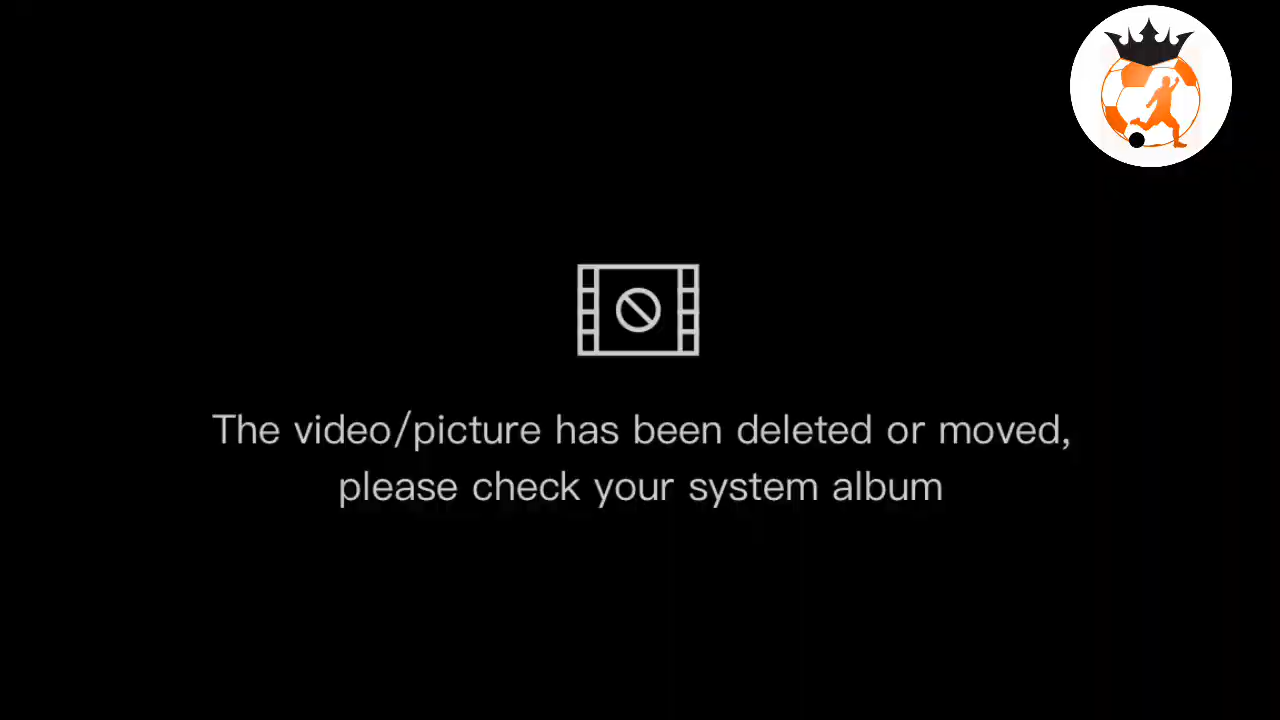 The video/picture has been deleted or moved,
please check your system album